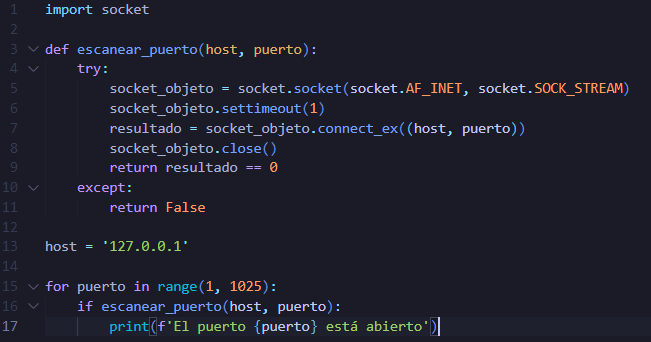 1 import socket
2
3 def escanear_puerto(host, puerto):
4     try:
5         socket_objeto = socket.socket(socket.AF_INET, socket.SOCK_STREAM)
6         socket_objeto.settimeout(1)
7         resultado = socket_objeto.connect_ex((host, puerto))
8         socket_objeto.close()
9         return resultado == 0
10     except:
11         return False
12
13 host = '127.0.0.1'
14
15 for puerto in range(1, 1025):
16     if escanear_puerto(host, puerto):
17         print(f'El puerto {puerto} está abierto')